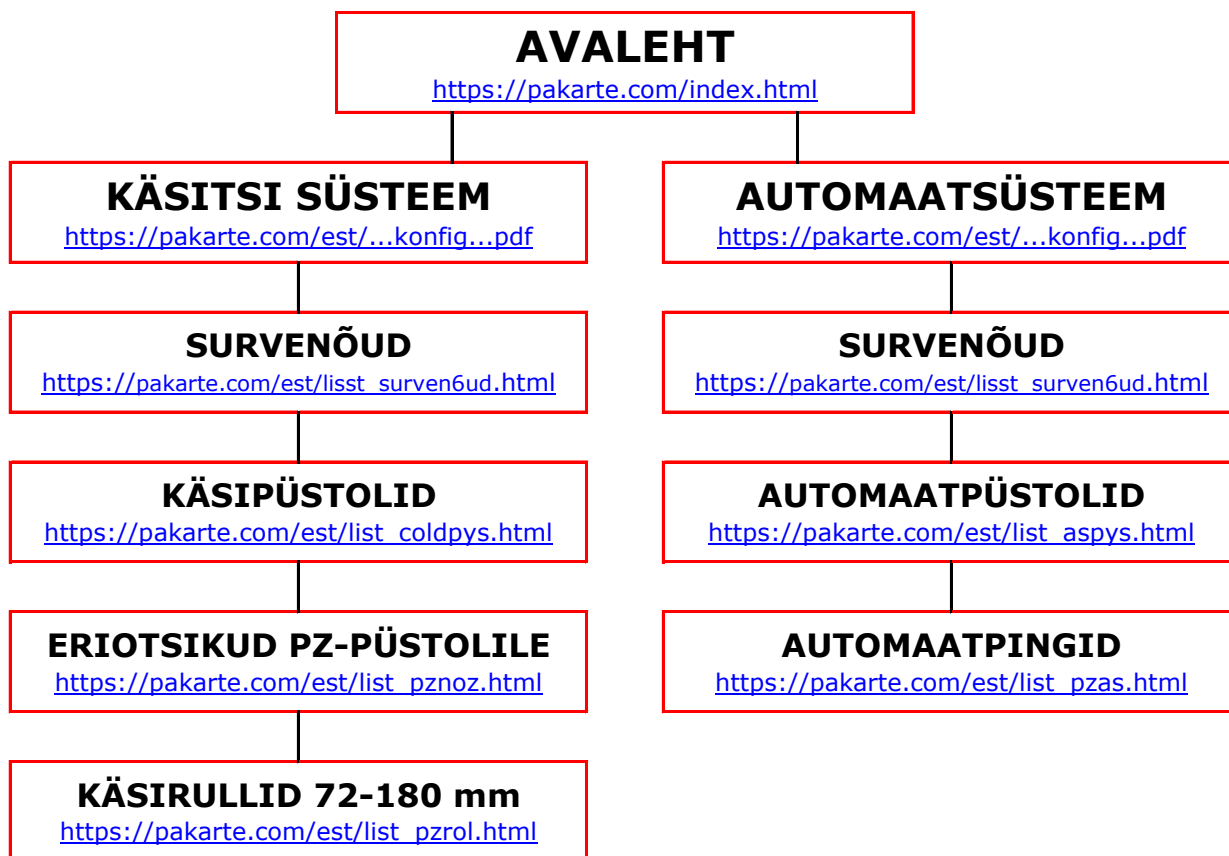 AVALEHT
https://pakarte.com/index.html
KÄSITSI SÜSTEEM
https://pakarte.com/est/...konfig...pdf
SURVENÕUD
https://pakarte.com/est/lisst_surven6ud.html
KÄSIPÜSTOLID
https://pakarte.com/est/list_coldpys.html
ERIOTSIKUD PZ-PÜSTOLILE
https://pakarte.com/est/list_pznoz.html
KÄSIRULLID 72-180 mm
https://pakarte.com/est/list_pzrol.html
AUTOMAATSÜSTEEM
https://pakarte.com/est/...konfig...pdf
SURVENÕUD
https://pakarte.com/est/lisst_surven6ud.html
AUTOMAATPÜSTOLID
https://pakarte.com/est/list_aspys.html
AUTOMAATPINGID
https://pakarte.com/est/list_pzas.html